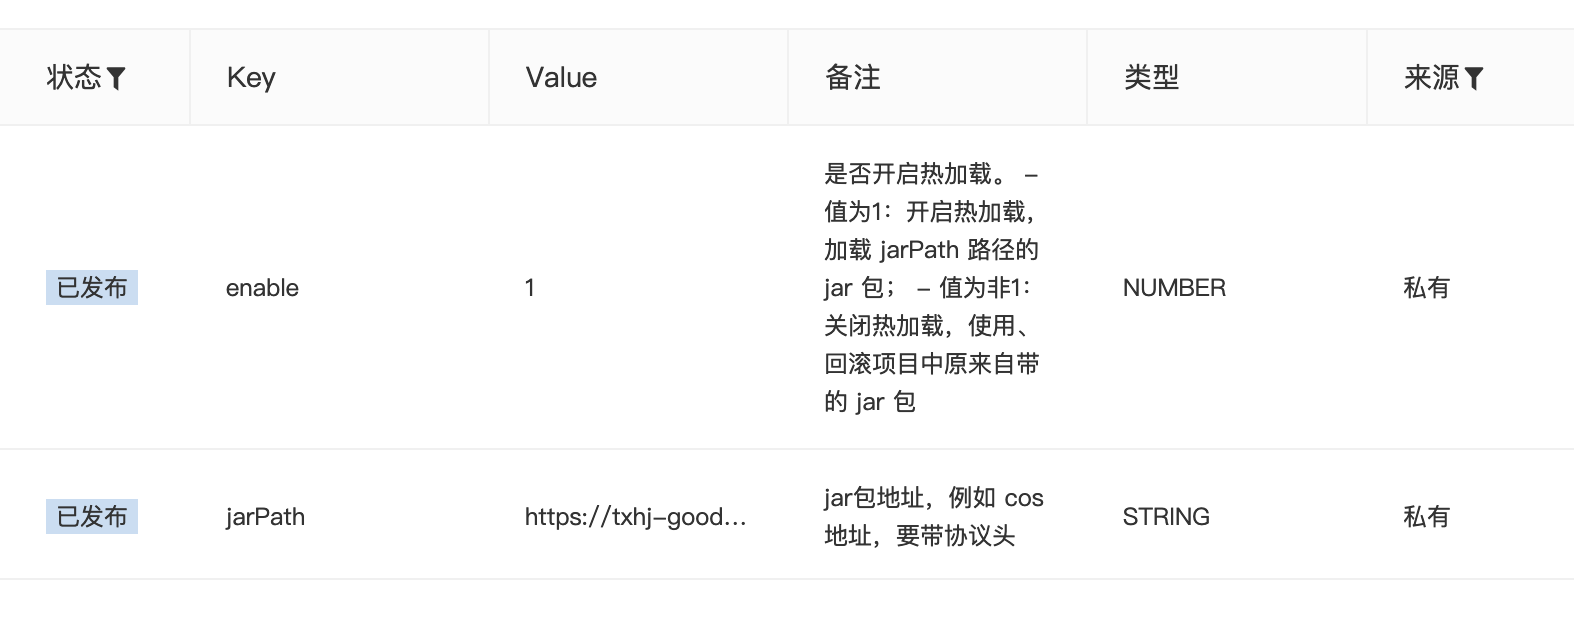 状态
Key
Value
备注
类型
来源
已发布
enable
1
是否开启热加载。 –
值为1：开启热加载，
加载 jarPath 路径的
jar 包； – 值为非1：
关闭热加载，使用、
回滚项目中原来自带
的 jar 包
NUMBER
私有
已发布
jarPath
https://txhj-good...
jar包地址，例如 cos
地址，要带协议头
STRING
私有